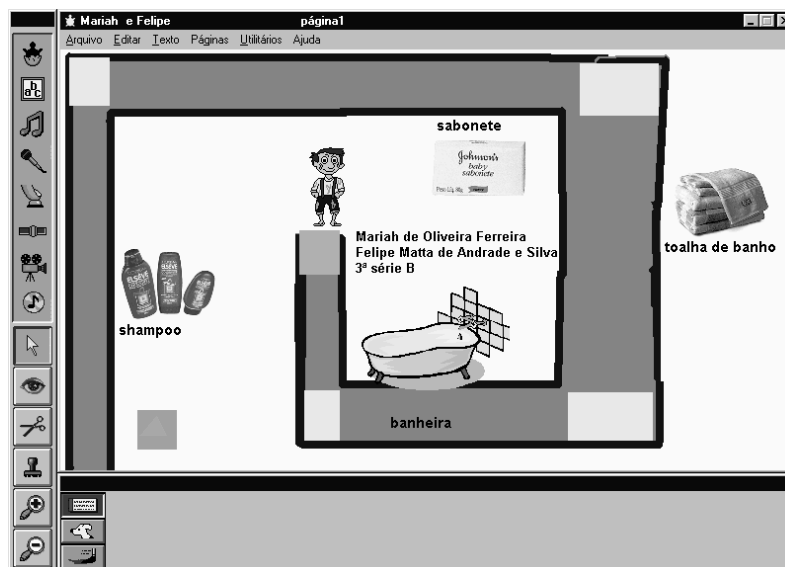 Mariah e Felipe página1
Arquivo Editar Texto Páginas Utilitários Ajuda
sabonete
Johnson's
baby
sabonete
toalha de banho
Mariah de Oliveira Ferreira
Felipe Matta de Andrade e Silva
3ª série B
ELSÈVE
shampoo
banheira